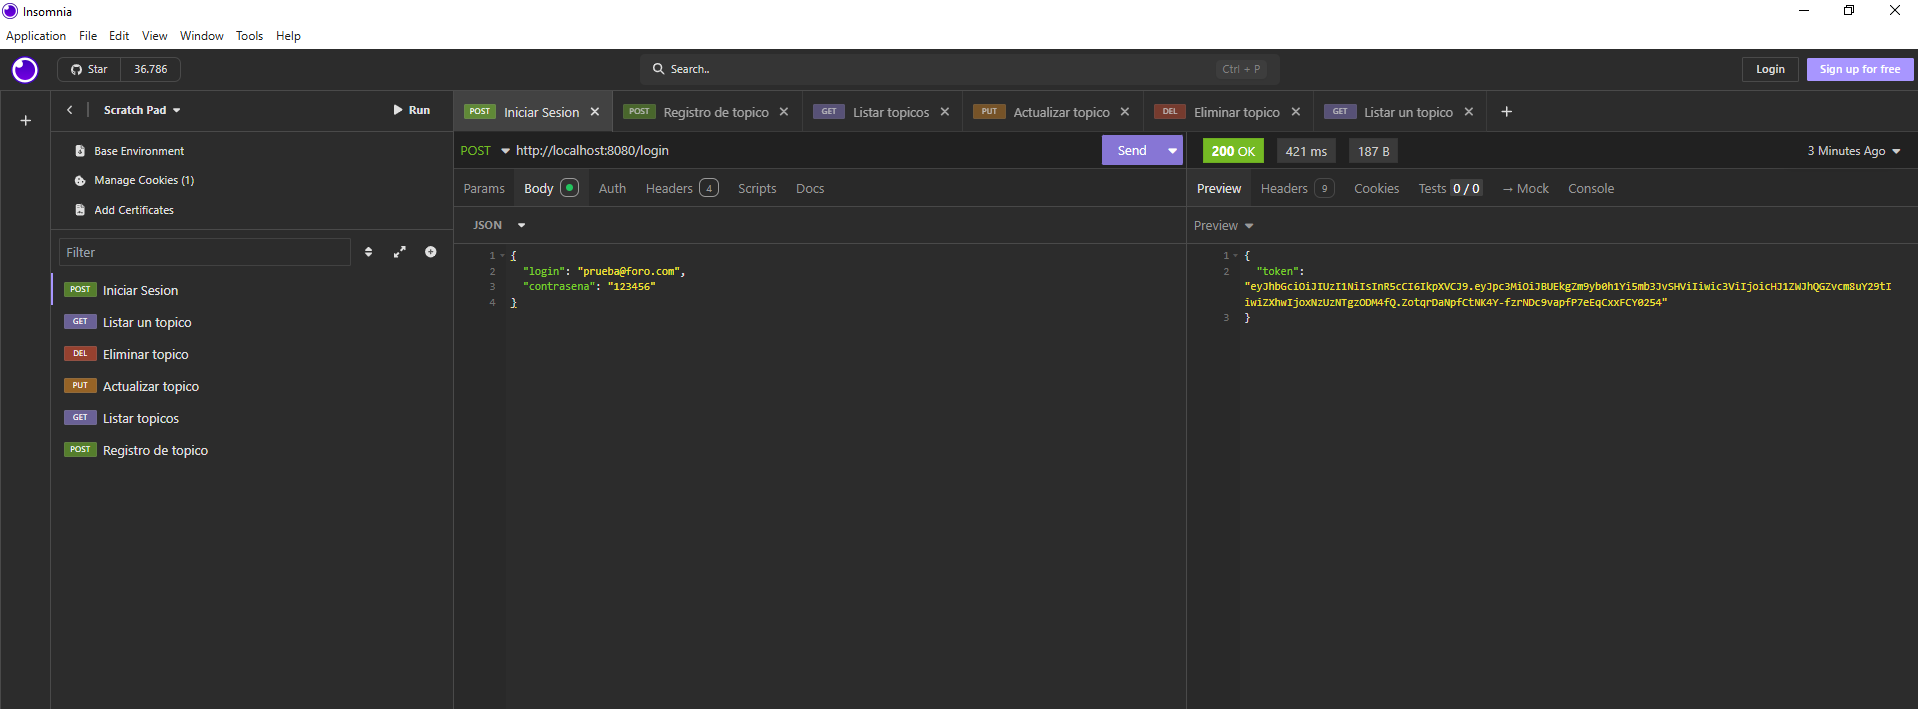 Insomnia
Application File Edit View Window Tools Help
Star 36.786
Search.. Ctrl + P
Login Sign up for free
Scratch Pad Run
POST Iniciar Sesion POST Registro de topico GET Listar topicos PUT Actualizar topico DEL Eliminar topico GET Listar un topico
Base Environment
Manage Cookies (1)
Add Certificates
Filter
POST Iniciar Sesion
GET Listar un topico
DEL Eliminar topico
PUT Actualizar topico
GET Listar topicos
POST Registro de topico
POST http://localhost:8080/login Send
Params Body Auth Headers 4 Scripts Docs
JSON
1 {
2 "login": "prueba@foro.com",
3 "contrasena": "123456"
4 }
200 OK 421 ms 187 B 3 Minutes Ago
Preview Headers 9 Cookies Tests 0 / 0 → Mock Console
Preview
1 {
2 "token":
"eyJhbGciOiJIUzI1NiIsInR5cCI6IkpXVCJ9.eyJpc3MiOiJBUEkgZm9yb0h1Yi5mb3JvSHViIiwic3ViIjoicHJ1ZWJhQGZvcm8uY29tI
iwiZXhwIjoxNzUzNTgzODM4fQ.ZotqrDaNpfCtNK4Y-fzrNDc9vapfP7eEqCxxFCY0254"
3 }